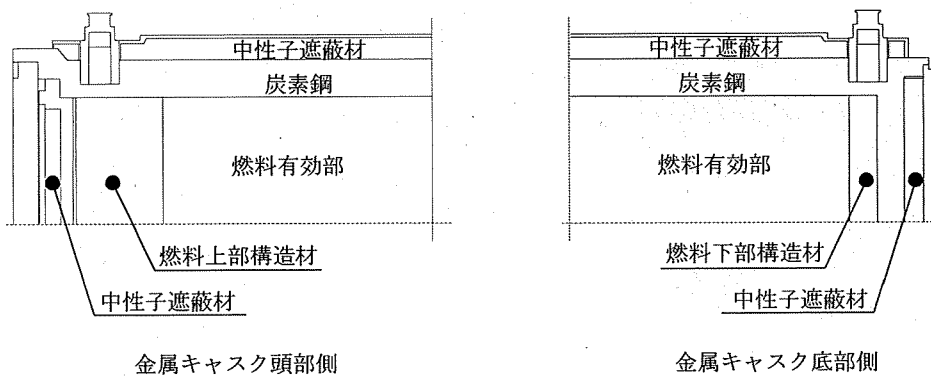 中性子遮蔽材
炭素鋼
燃料有効部
燃料上部構造材
中性子遮蔽材
金属キャスク頭部側
中性子遮蔽材
炭素鋼
燃料有効部
燃料下部構造材
中性子遮蔽材
金属キャスク底部側